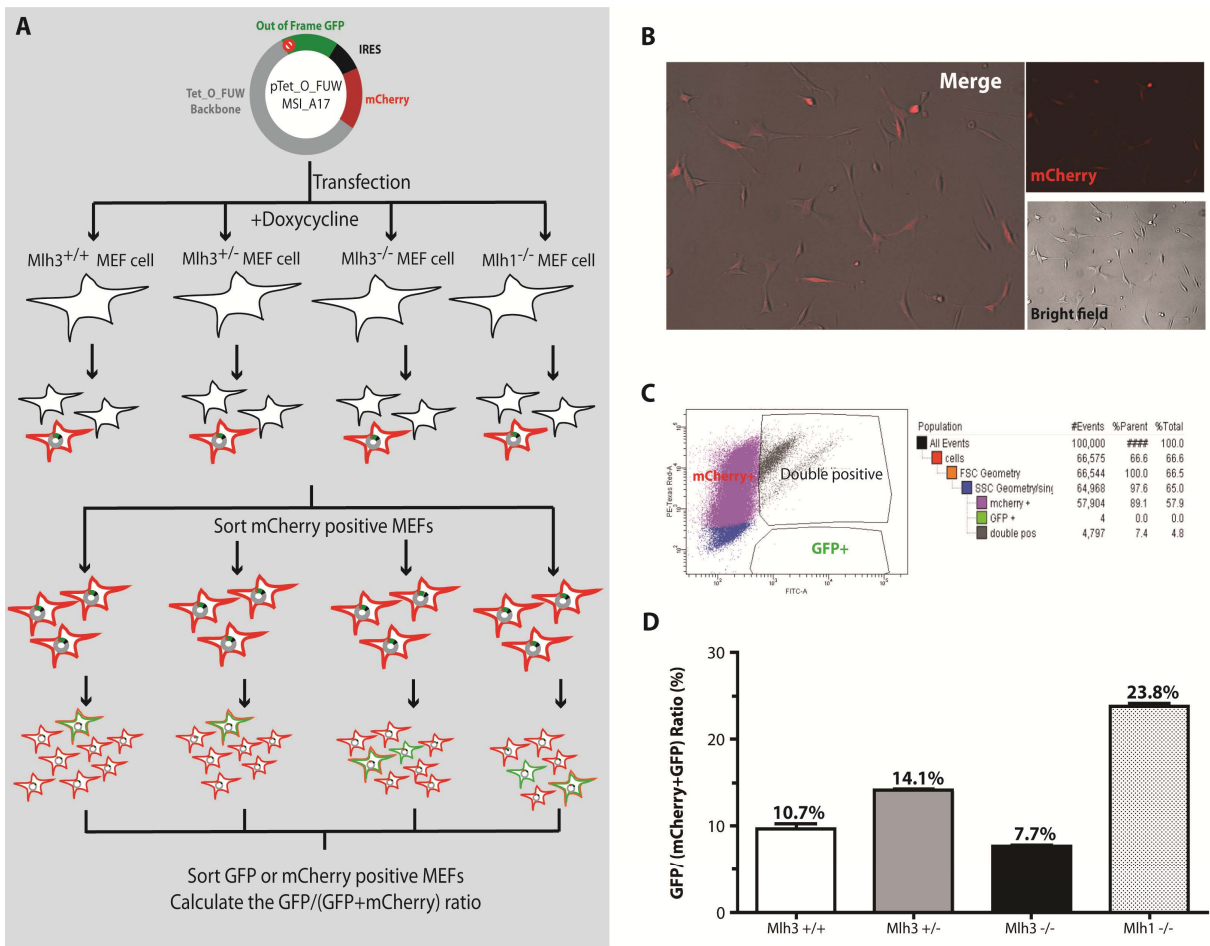 A
Out of Frame GFP
IRES
pTet_O_FUW
MSI_A17
Tet_O_FUW
Backbone
mCherry
Transfection
+Doxycycline
Mlh3+/+ MEF cell
Mlh3+/- MEF cell
Mlh3-/- MEF cell
Mlh1-/- MEF cell
Sort mCherry positive MEFs
Sort GFP or mCherry positive MEFs
Calculate the GFP/(GFP+mCherry) ratio
B
Merge
mCherry
Bright field
C
PE-Texas Red-A
mCherry+
Double positive
GFP+
FITC-A
Population #Events %Parent %Total
All Events 100,000 #### 100.0
cells 66,575 66.6 66.6
FSC Geometry 66,544 100.0 66.5
SSC Geometry/sing 64,968 97.6 65.0
mcherry + 57,904 89.1 57.9
GFP + 4 0.0 0.0
double pos 4,797 7.4 4.8
D
GFP/ (mCherry+GFP) Ratio (%)
30
20
10
0
10.7%
14.1%
7.7%
23.8%
Mlh3 +/+
Mlh3 +/-
Mlh3 -/-
Mlh1 -/-